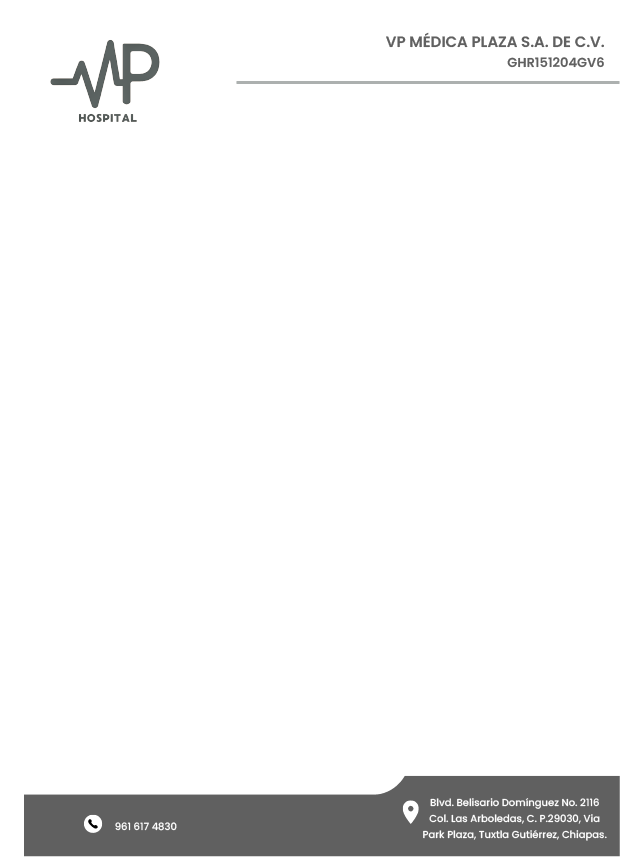 VP
HOSPITAL
VP MÉDICA PLAZA S.A. DE C.V.
GHR151204GV6
961 617 4830
Blvd. Belisario Domínguez No. 2116
Col. Las Arboledas, C. P.29030, Via
Park Plaza, Tuxtla Gutiérrez, Chiapas.